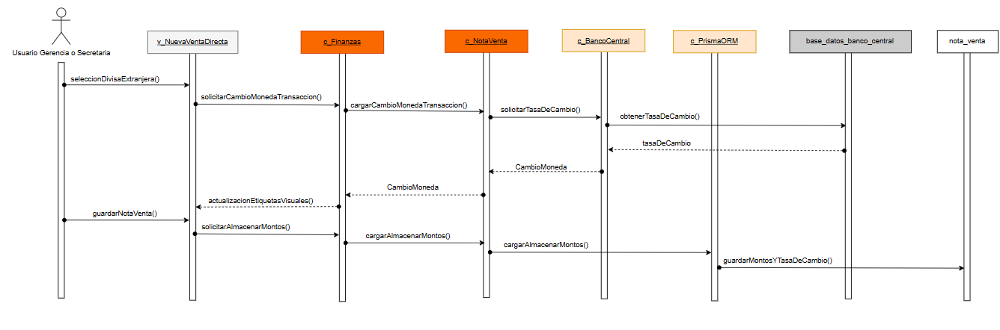 Usuario Gerencia o Secretaria
v_NuevaVentaDirecta
c_Finanzas
c_NotaVenta
c_BancoCentral
c_PrismaORM
base_datos_banco_central
nota_venta
seleccionDivisaExtranjera()
solicitarCambioMonedaTransaccion()
cargarCambioMonedaTransaccion()
solicitarTasaDeCambio()
obtenerTasaDeCambio()
tasaDeCambio
CambioMoneda
CambioMoneda
actualizacionEtiquetasVisuales()
guardarNotaVenta()
solicitarAlmacenarMontos()
cargarAlmacenarMontos()
cargarAlmacenarMontos()
guardarMontosYTasaDeCambio()